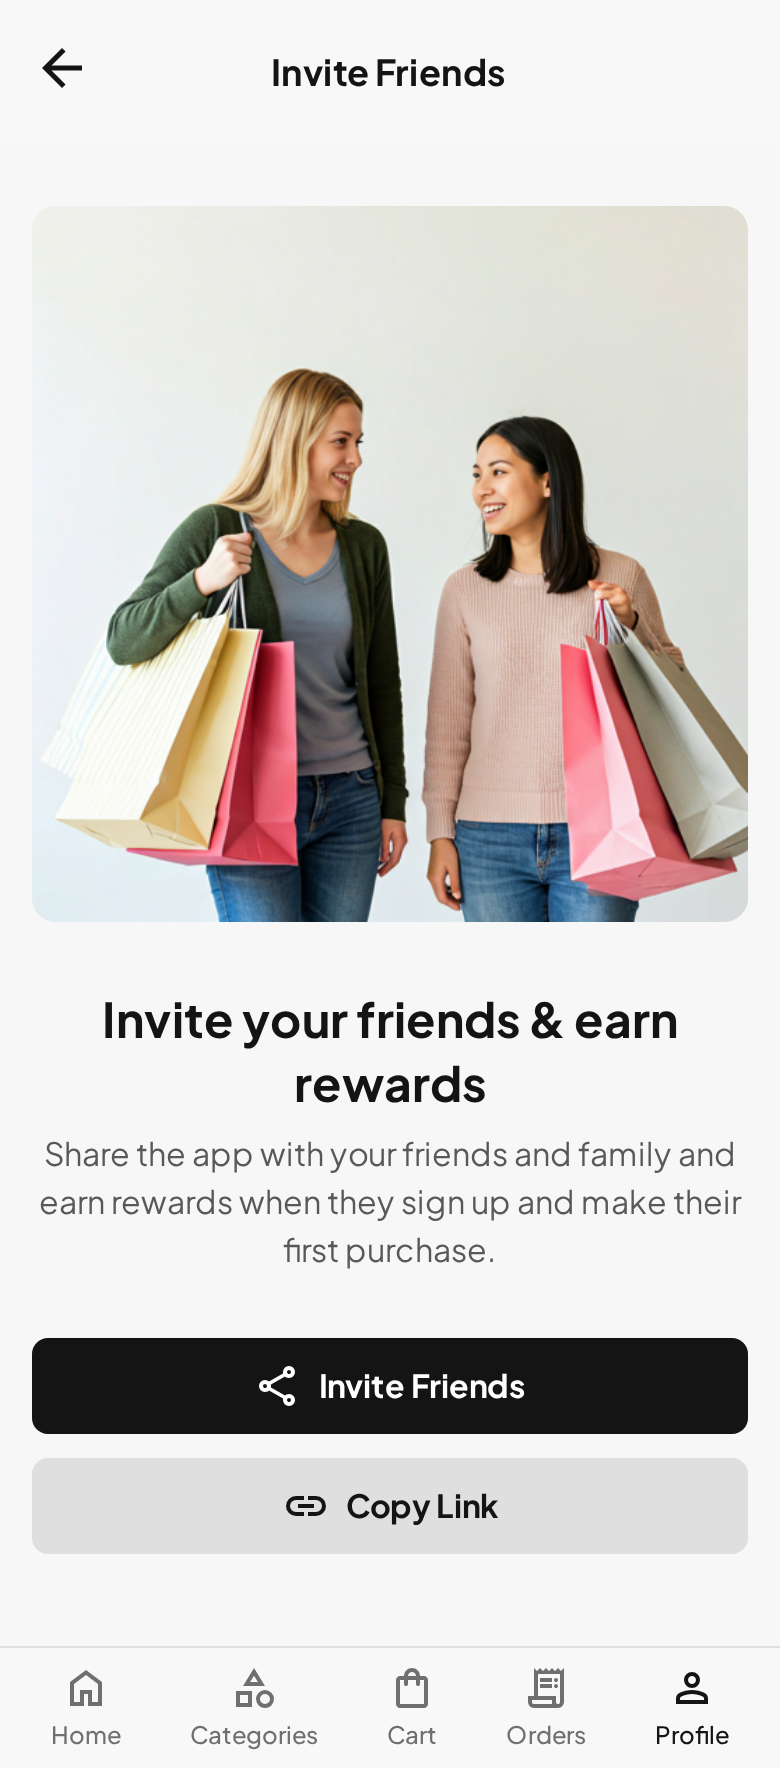 Invite Friends
Invite your friends & earn
rewards
Share the app with your friends and family and
earn rewards when they sign up and make their
first purchase.
Invite Friends
Copy Link
Home Categories Cart Orders Profile